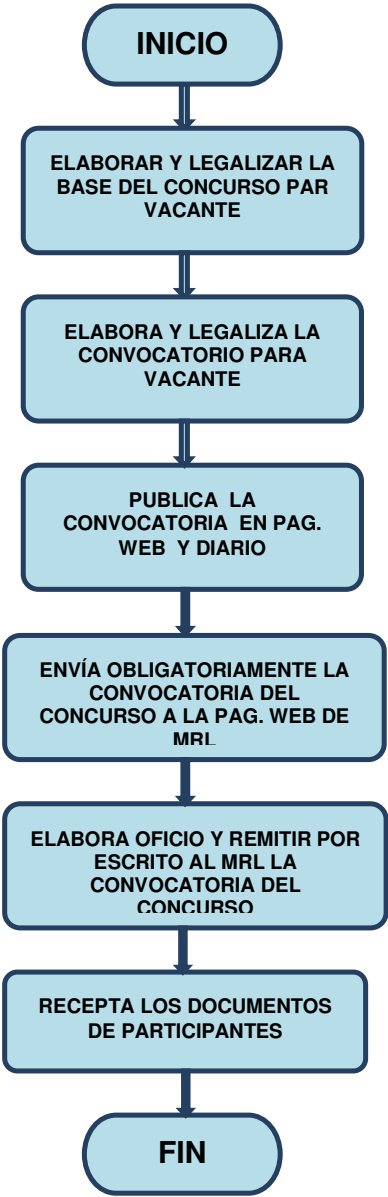 INICIO
ELABORAR Y LEGALIZAR LA
BASE DEL CONCURSO PAR
VACANTE
ELABORA Y LEGALIZA LA
CONVOCATORIO PARA
VACANTE
PUBLICA LA
CONVOCATORIA EN PAG.
WEB Y DIARIO
ENVÍA OBLIGATORIAMENTE LA
CONVOCATORIA DEL
CONCURSO A LA PAG. WEB DE
MRL
ELABORA OFICIO Y REMITIR POR
ESCRITO AL MRL LA
CONVOCATORIA DEL
CONCURSO
RECEPTA LOS DOCUMENTOS
DE PARTICIPANTES
FIN